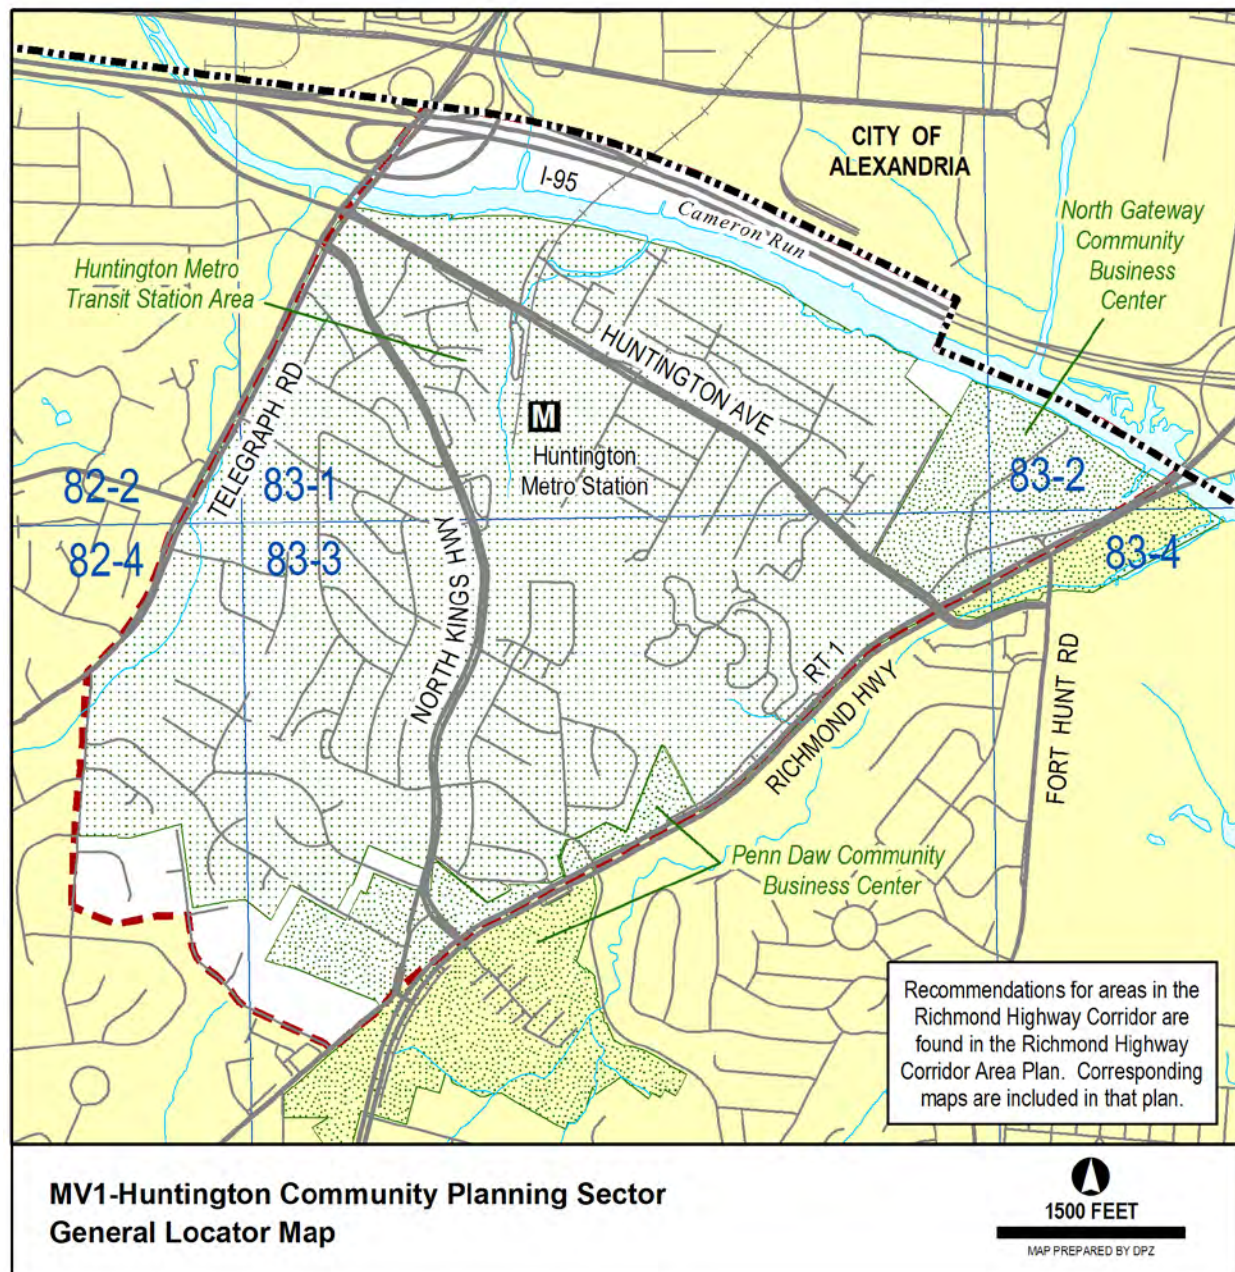 CITY OF
ALEXANDRIA
I-95
Cameron Run
North Gateway
Community
Business
Center
Huntington Metro
Transit Station Area
HUNTINGTON AVE
TELEGRAPH RD
M
Huntington
Metro Station
82-2
83-1
83-2
82-4
83-3
83-4
NORTH KINGS HWY
RT 1
RICHMOND HWY
FORT HUNT RD
Penn Daw Community
Business Center
Recommendations for areas in the
Richmond Highway Corridor are
found in the Richmond Highway
Corridor Area Plan. Corresponding
maps are included in that plan.
MV1-Huntington Community Planning Sector
General Locator Map
1500 FEET
MAP PREPARED BY DPZ